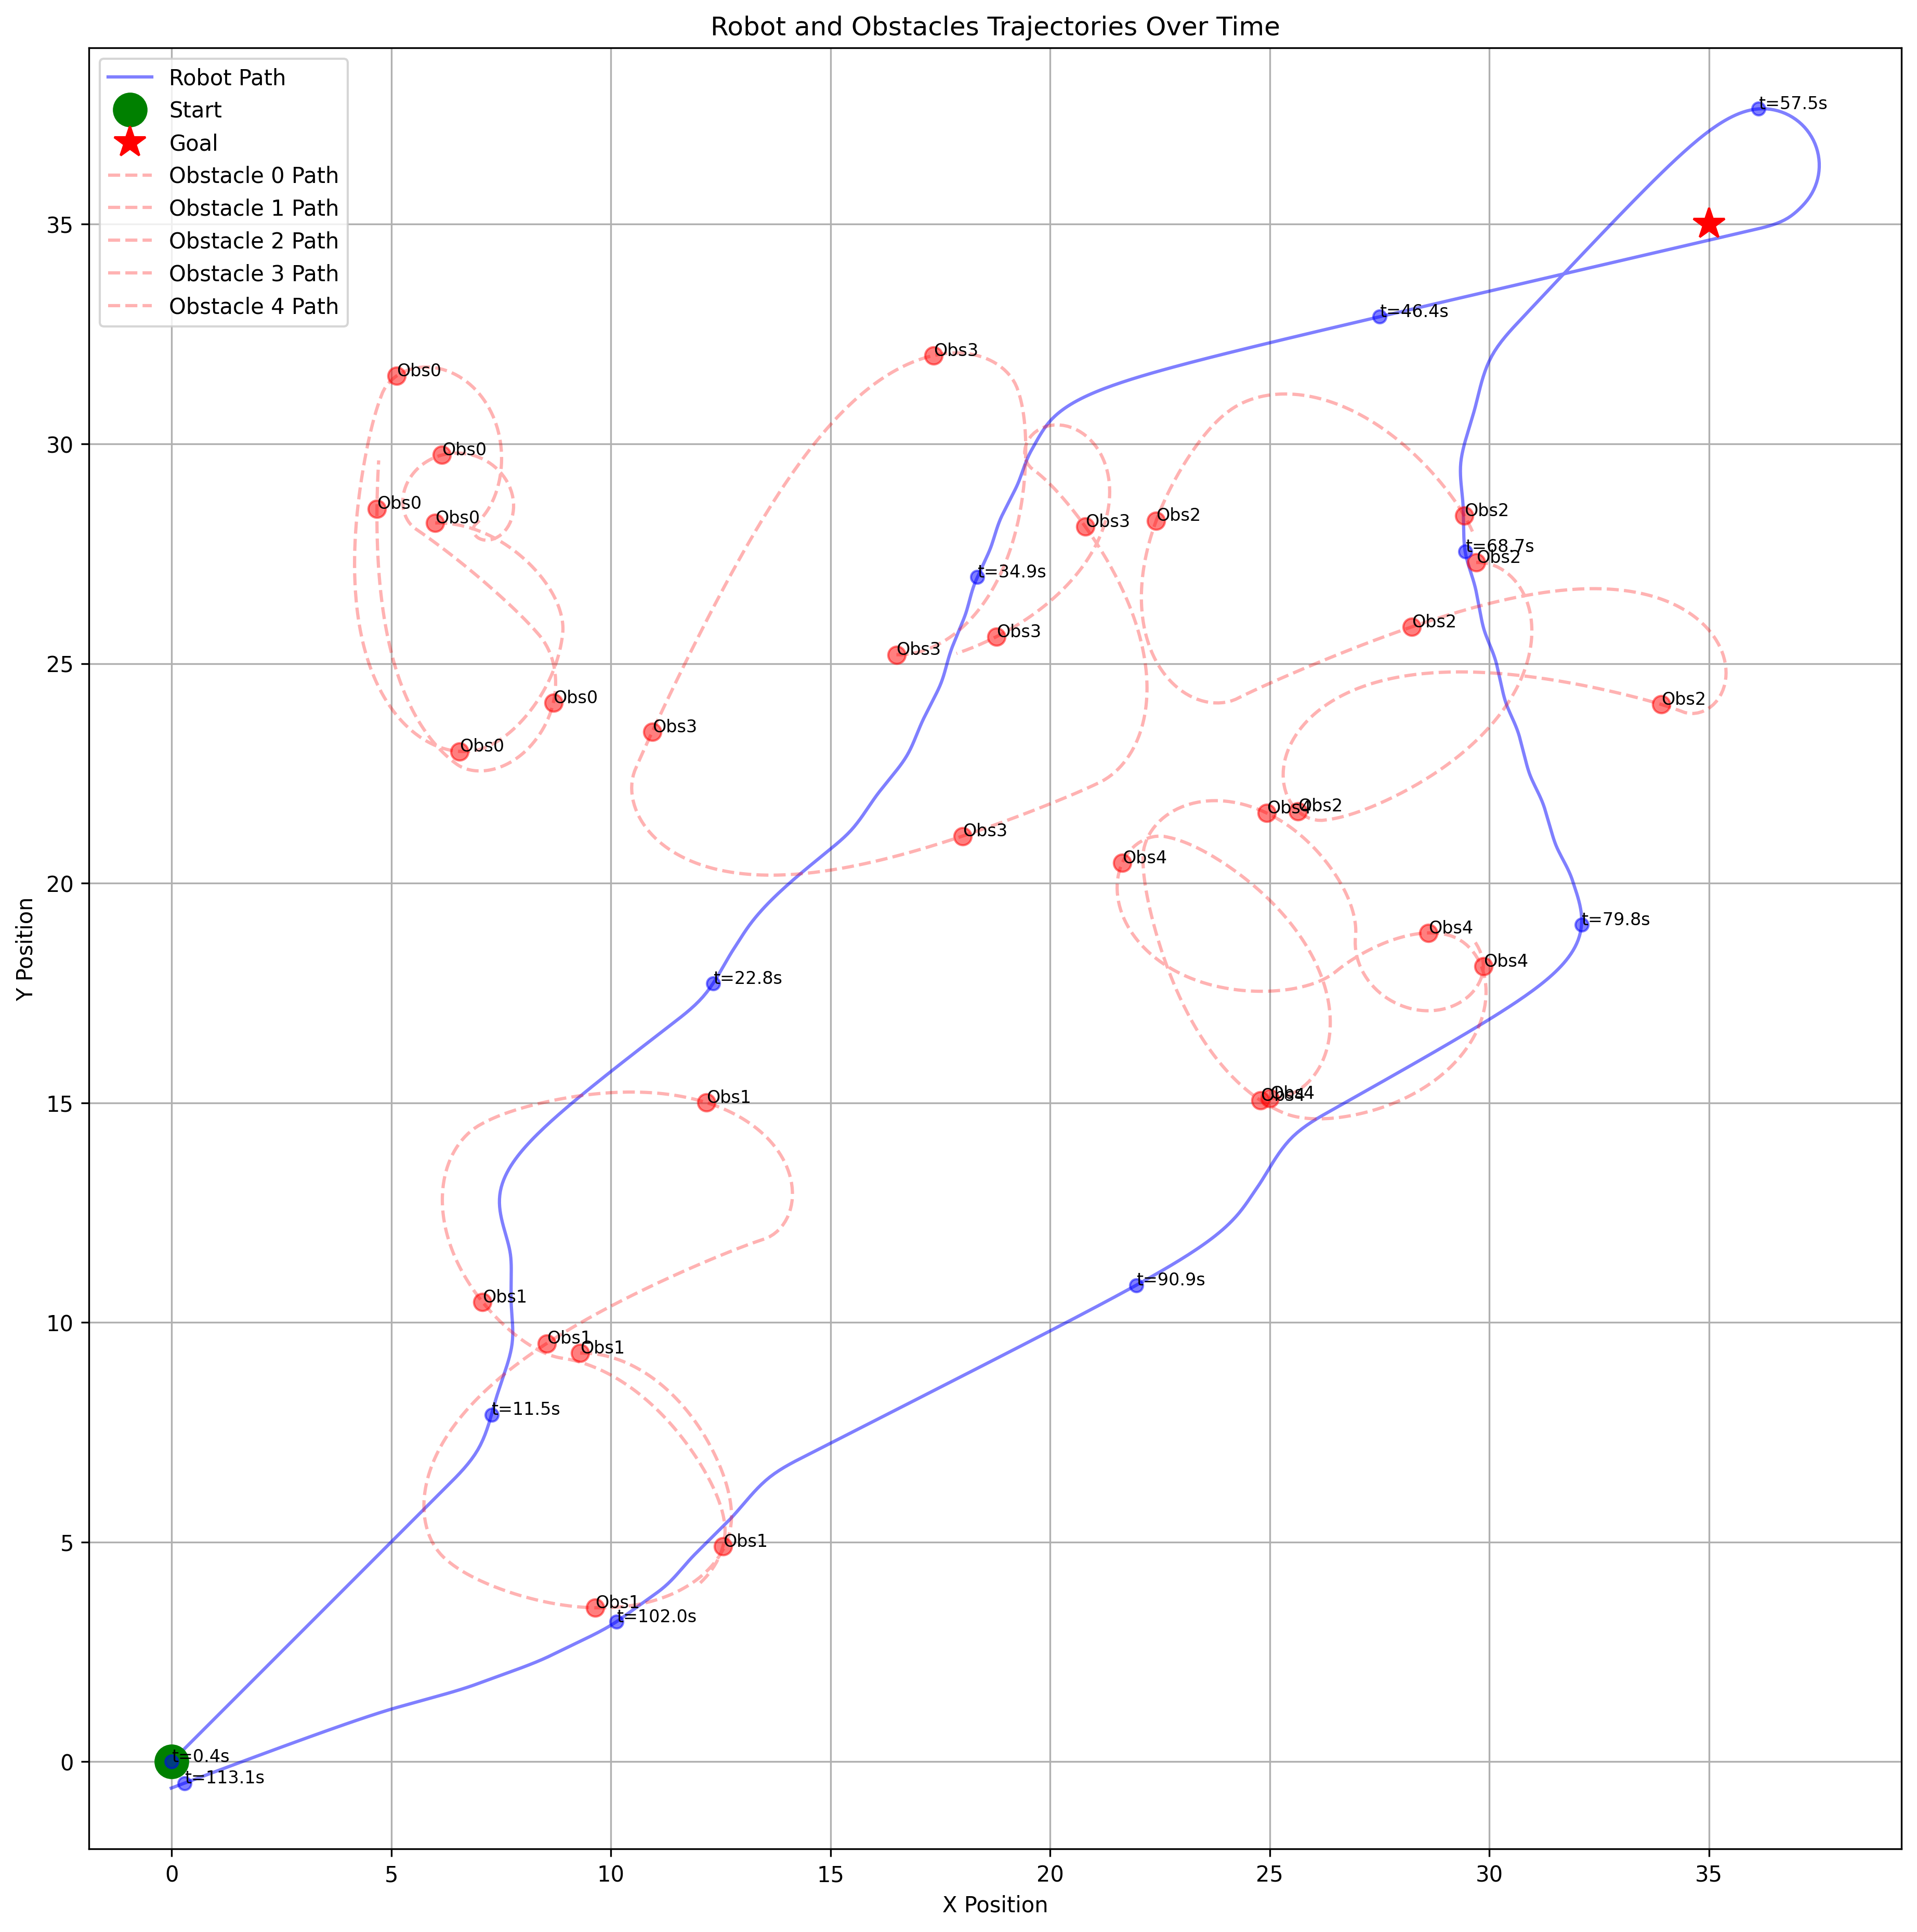 Robot and Obstacles Trajectories Over Time
Robot Path
Start
Goal
Obstacle 0 Path
Obstacle 1 Path
Obstacle 2 Path
Obstacle 3 Path
Obstacle 4 Path
t=57.5s
35
t=46.4s
Obs3
Obs0
30
Obs0
Obs2
Obs0
Obs2
Obs3
Obs0
t=68.7s
Obs2
t=34.9s
Obs3
Obs2
Obs3
25
Obs0
Obs2
Obs3
Obs0
Obs4
Obs2
Obs3
Obs4
20
t=79.8s
Obs4
Obs4
t=22.8s
15
Obs1
Obs4
Obs4
t=90.9s
Obs1
10
Obs1
Obs1
t=11.5s
5
Obs1
Obs1
t=102.0s
0
t=0.4s
t=113.1s
0 5 10 15 20 25 30 35
X Position
Y Position